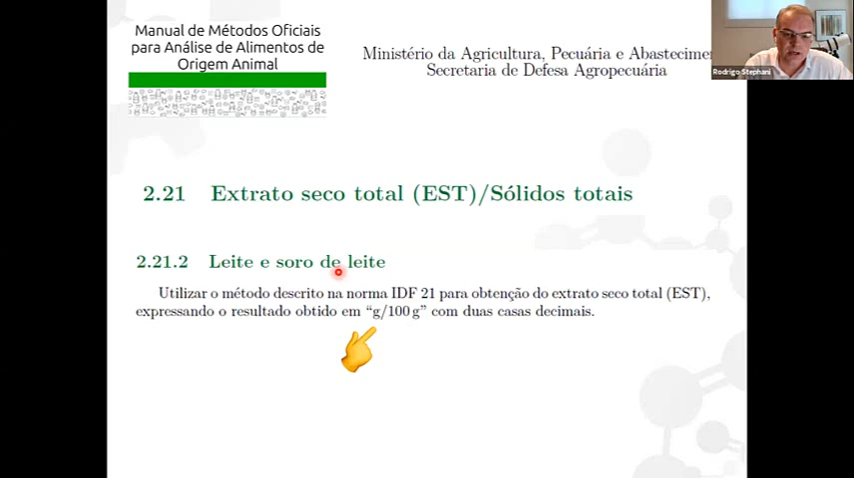 Manual de Métodos Oficiais
para Análise de Alimentos de
Origem Animal
Ministério da Agricultura, Pecuária e
Secretaria de Defesa Agropecuária
Rodrigo Stephani
2.21 Extrato seco total (EST)/Sólidos totais
2.21.2 Leite e soro de leite
Utilizar o método descrito na norma IDF 21 para obtenção do extrato seco total (EST),
expressando o resultado obtido em “g/100 g” com duas casas decimais.